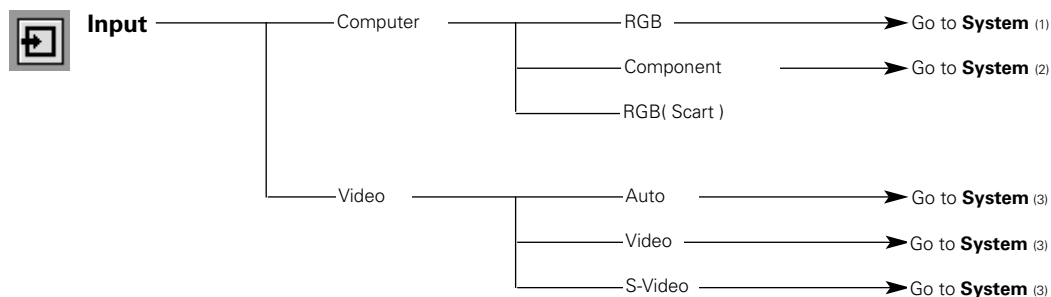 Input Computer RGB Go to System (1)
Component Go to System (2)
RGB( Scart )
Video Auto Go to System (3)
Video Go to System (3)
S-Video Go to System (3)